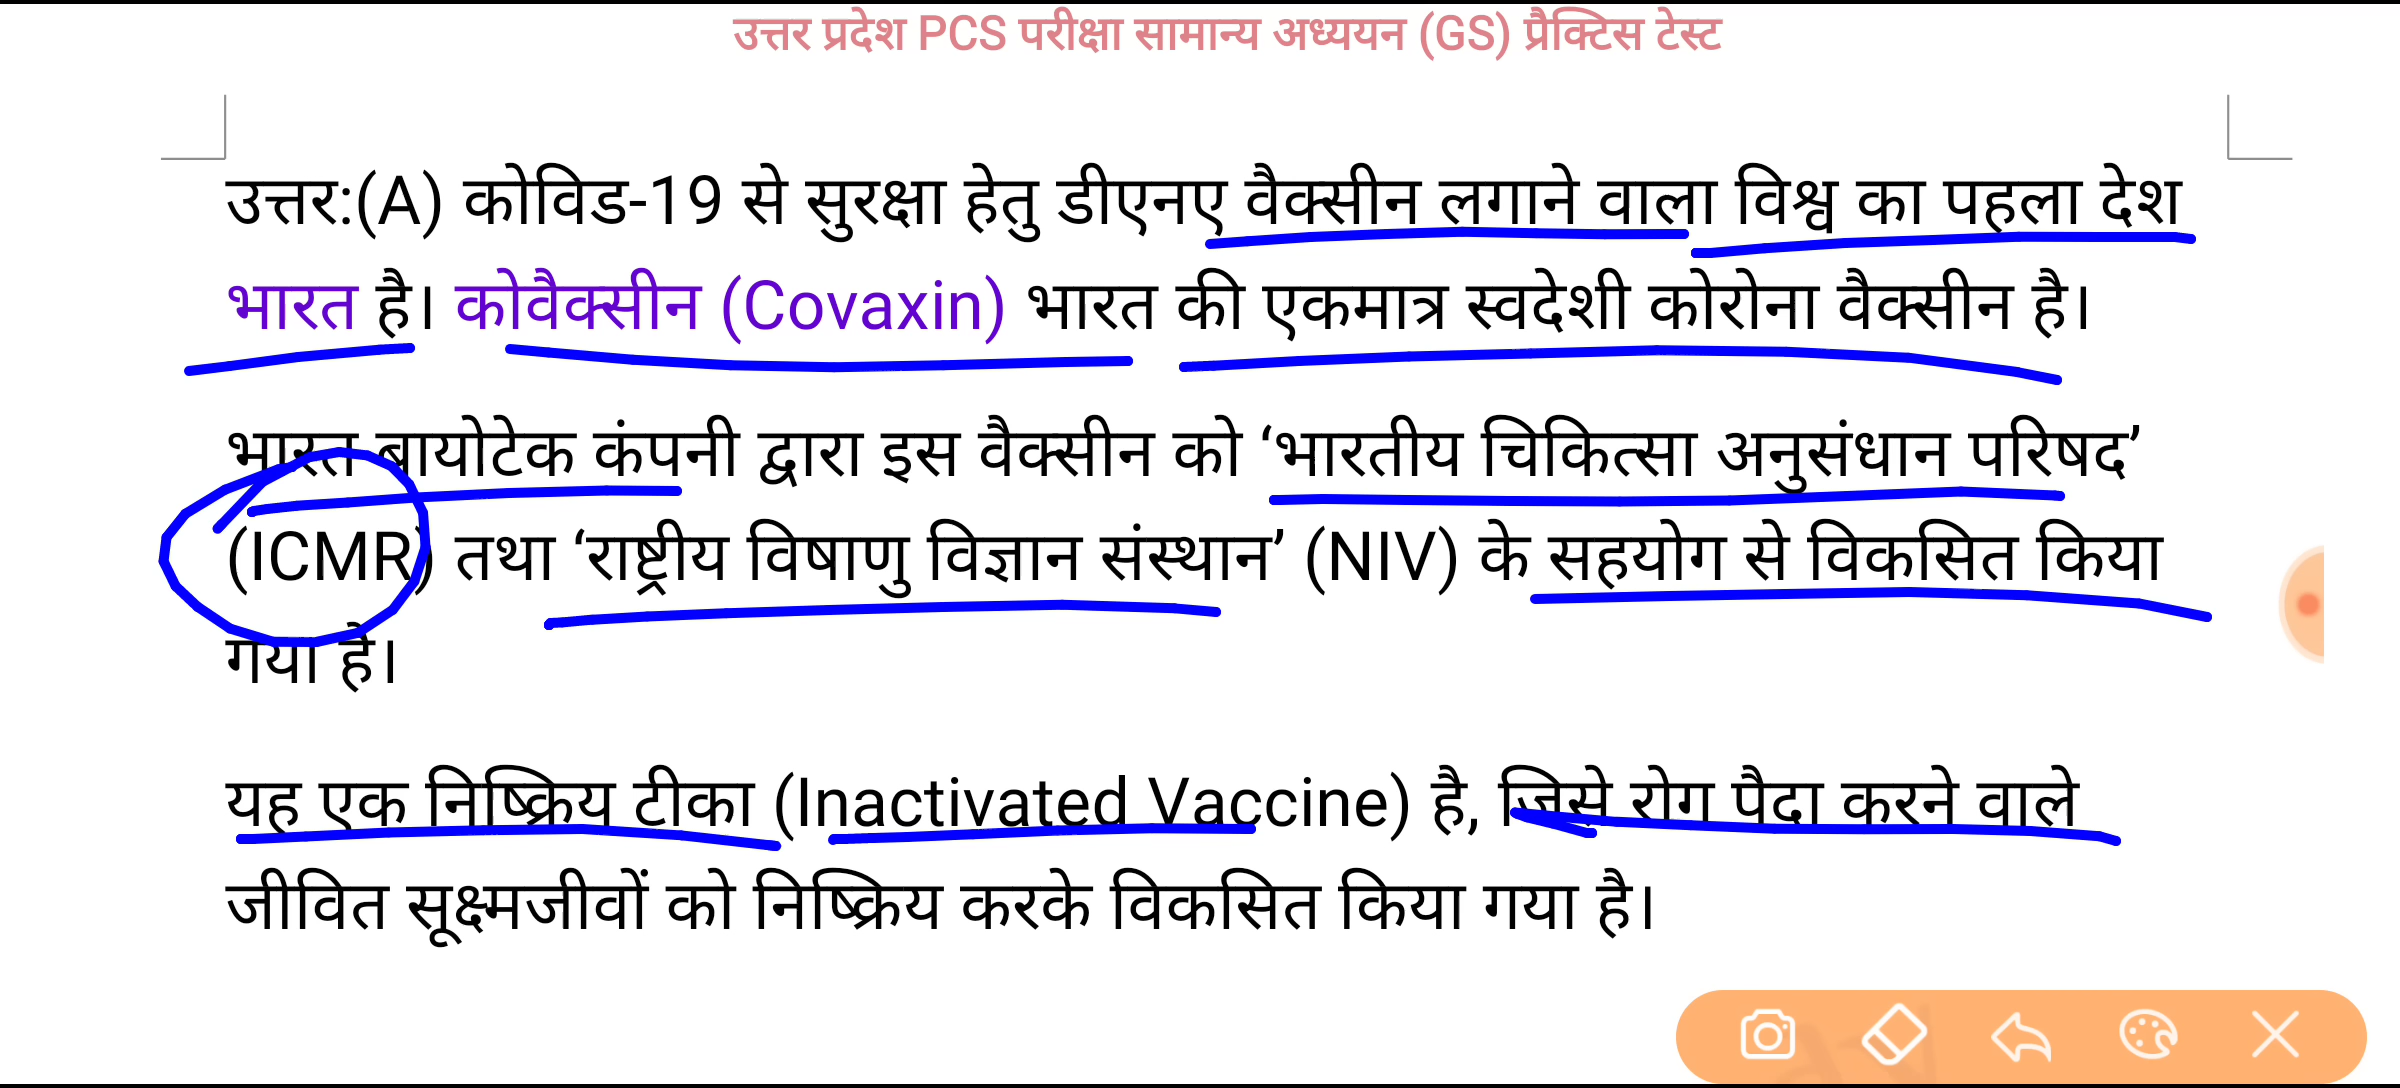 उत्तर प्रदेश PCS परीक्षा सामान्य अध्ययन (GS) प्रैक्टिस टेस्ट
उत्तर:(A) कोविड-19 से सुरक्षा हेतु डीएनए वैक्सीन लगाने वाला विश्व का पहला देश
भारत है। कोवैक्सीन (Covaxin) भारत की एकमात्र स्वदेशी कोरोना वैक्सीन है।
भारत बायोटेक कंपनी द्वारा इस वैक्सीन को ‘भारतीय चिकित्सा अनुसंधान परिषद’
(ICMR) तथा ‘राष्ट्रीय विषाणु विज्ञान संस्थान’ (NIV) के सहयोग से विकसित किया
गया है।
यह एक निष्क्रिय टीका (Inactivated Vaccine) है, जिसे रोग पैदा करने वाले
जीवित सूक्ष्मजीवों को निष्क्रिय करके विकसित किया गया है।